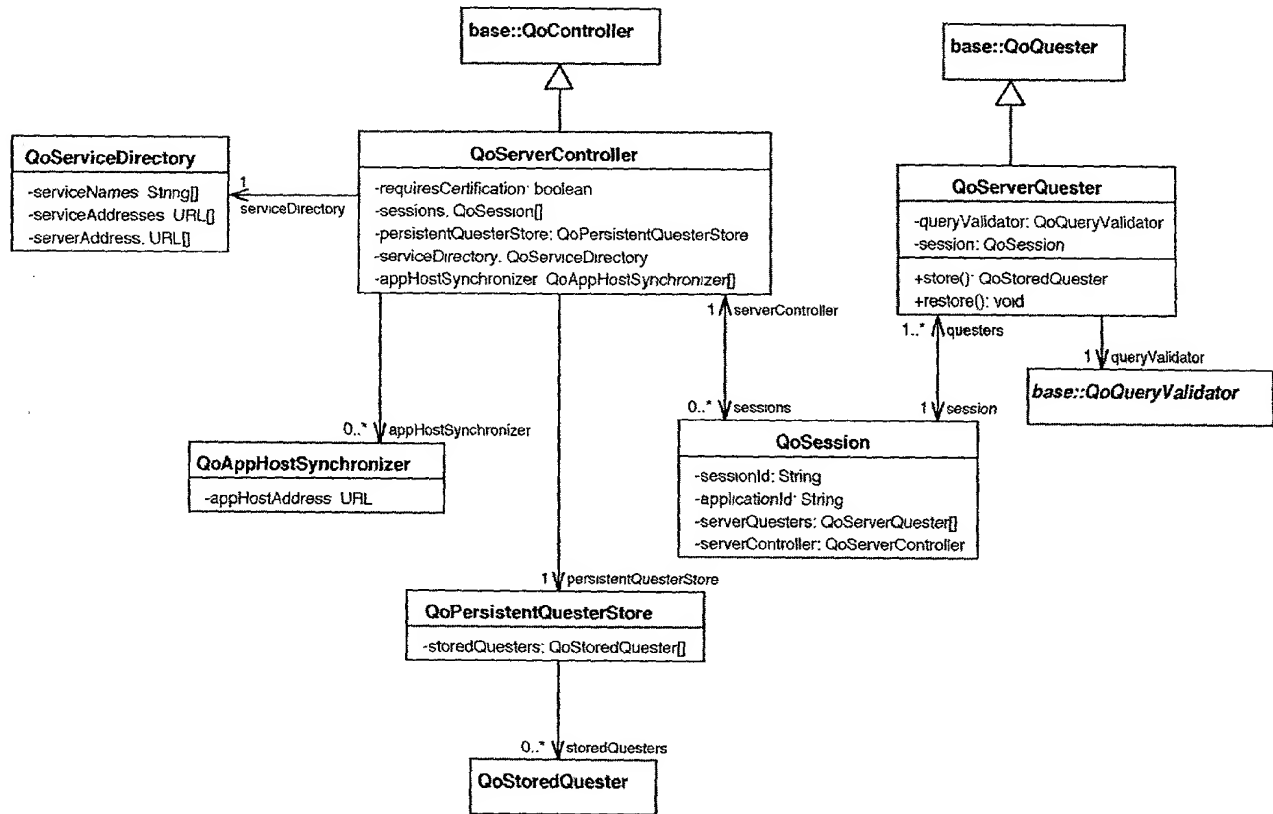 base::QoController
base::QoQuester
QoServiceDirectory
-serviceNames String[]
-serviceAddresses URL[]
-serverAddress. URL[]
1
serviceDirectory
QoServerController
-requiresCertification: boolean
-sessions. QoSession[]
-persistentQuesterStore: QoPersistentQuesterStore
-serviceDirectory. QoServiceDirectory
-appHostSynchronizer QoAppHostSynchronizer[]
QoServerQuester
-queryValidator: QoQueryValidator
-session: QoSession
+store(): QoStoredQuester
+restore(): void
1 serverController
1..* questers
1 queryValidator
base::QoQueryValidator
0..* sessions
1 session
0..* appHostSynchronizer
QoAppHostSynchronizer
-appHostAddress URL
QoSession
-sessionId: String
-applicationId: String
-serverQuesters: QoServerQuester[]
-serverController: QoServerController
1 persistentQuesterStore
QoPersistentQuesterStore
-storedQuesters: QoStoredQuester[]
0..* storedQuesters
QoStoredQuester